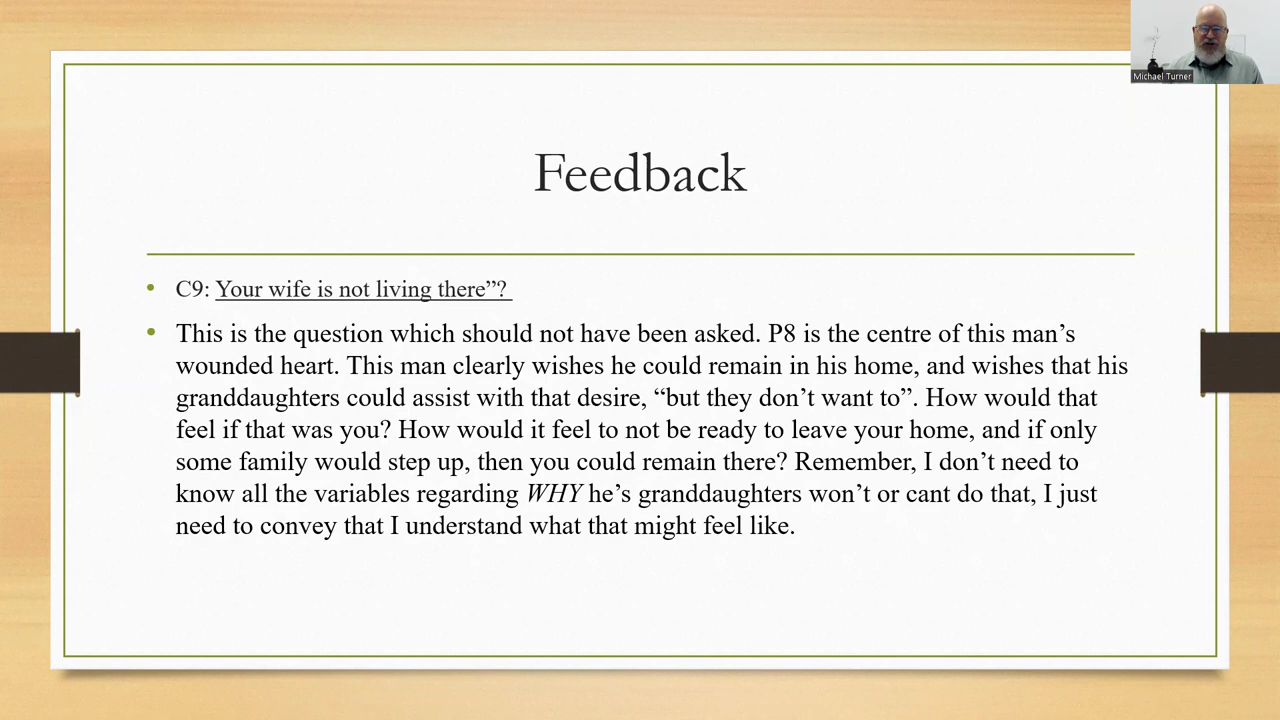 Michael Turner
Feedback
• C9: Your wife is not living there”?
• This is the question which should not have been asked. P8 is the centre of this man’s
wounded heart. This man clearly wishes he could remain in his home, and wishes that his
granddaughters could assist with that desire, “but they don’t want to”. How would that
feel if that was you? How would it feel to not be ready to leave your home, and if only
some family would step up, then you could remain there? Remember, I don’t need to
know all the variables regarding WHY he’s granddaughters won’t or cant do that, I just
need to convey that I understand what that might feel like.